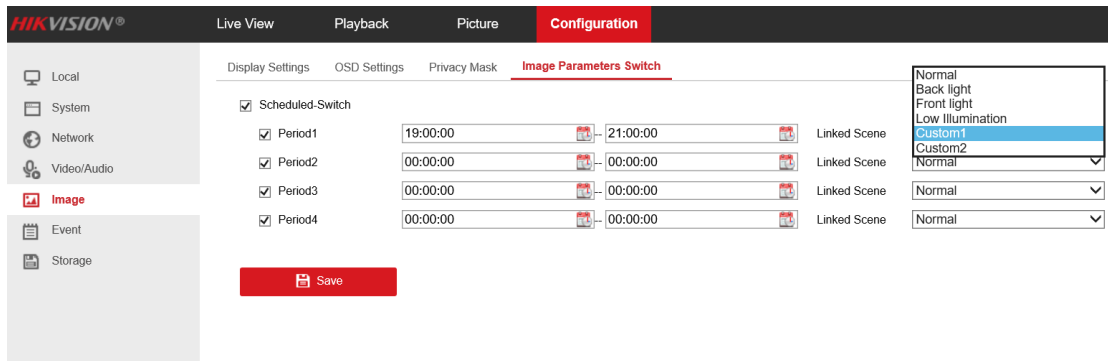 HIKVISION® Live View Playback Picture Configuration
Display Settings OSD Settings Privacy Mask Image Parameters Switch
Local
System
Network
Video/Audio
Image
Event
Storage
Scheduled-Switch
Period1 19:00:00 -- 21:00:00 Linked Scene
Normal
Back light
Front light
Low Illumination
Custom1
Custom2
Period2 00:00:00 -- 00:00:00 Linked Scene Normal
Period3 00:00:00 -- 00:00:00 Linked Scene Normal
Period4 00:00:00 -- 00:00:00 Linked Scene Normal
Save